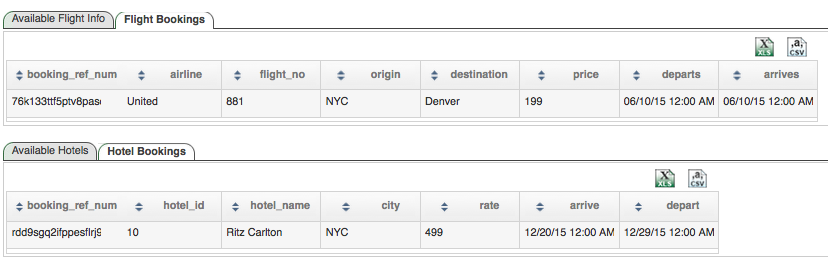 Available Flight Info Flight Bookings
XLS CSV
booking_ref_num airline flight_no origin destination price departs arrives
76k133ttf5ptv8pas United 881 NYC Denver 199 06/10/15 12:00 AM 06/10/15 12:00 AM
Available Hotels Hotel Bookings
XLS CSV
booking_ref_num hotel_id hotel_name city rate arrive depart
rdd9sgq2ifppesflrj9 10 Ritz Carlton NYC 499 12/20/15 12:00 AM 12/29/15 12:00 AM